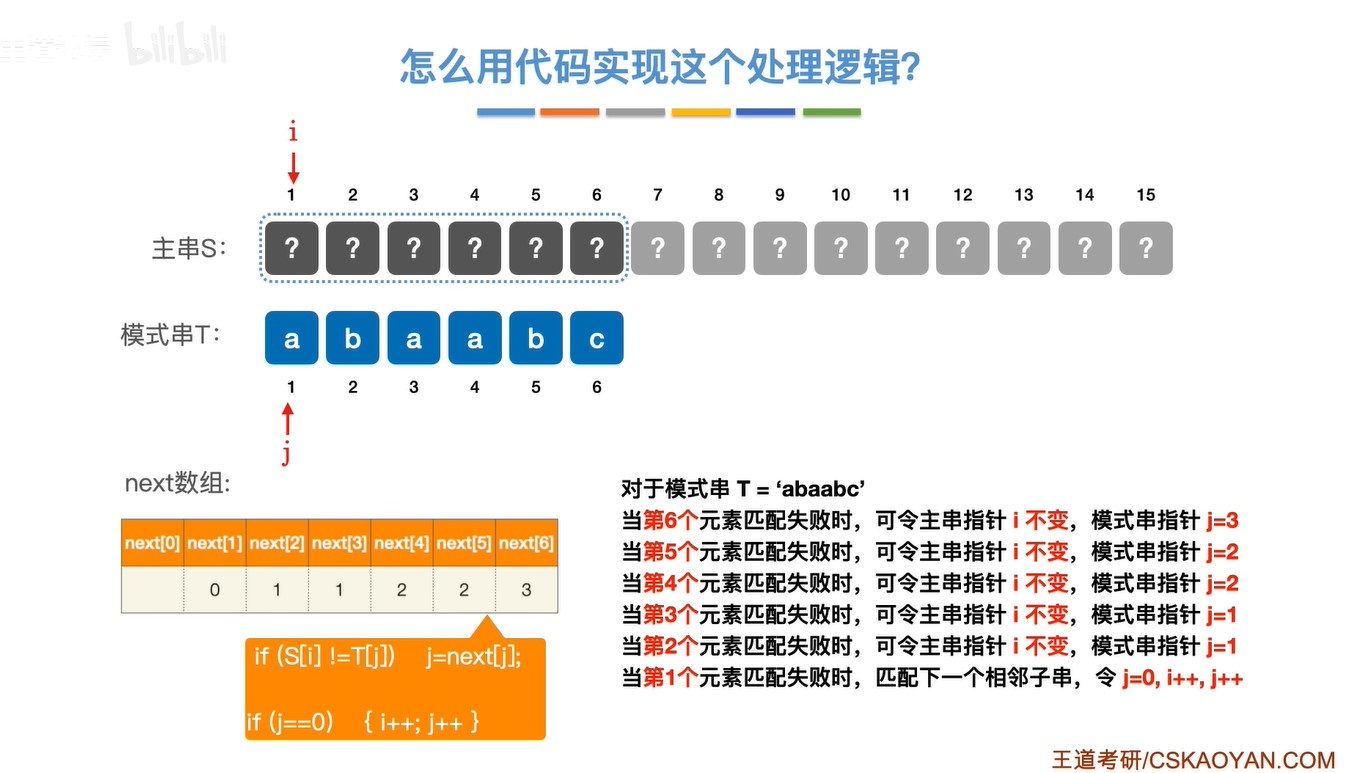 bilibili
怎么用代码实现这个处理逻辑？
i
1 2 3 4 5 6 7 8 9 10 11 12 13 14 15
主串S： ? ? ? ? ? ? ? ? ? ? ? ? ? ? ?
模式串T： a b a a b c
1 2 3 4 5 6
j
next数组:
next[0] next[1] next[2] next[3] next[4] next[5] next[6]
0 1 1 2 2 3
if (S[i] !=T[j]) j=next[j];
if (j==0) { i++; j++ }
对于模式串 T = ‘abaabc’
当第6个元素匹配失败时，可令主串指针 i 不变，模式串指针 j=3
当第5个元素匹配失败时，可令主串指针 i 不变，模式串指针 j=2
当第4个元素匹配失败时，可令主串指针 i 不变，模式串指针 j=2
当第3个元素匹配失败时，可令主串指针 i 不变，模式串指针 j=1
当第2个元素匹配失败时，可令主串指针 i 不变，模式串指针 j=1
当第1个元素匹配失败时，匹配下一个相邻子串，令 j=0, i++, j++
王道考研/CSKAOYAN.COM